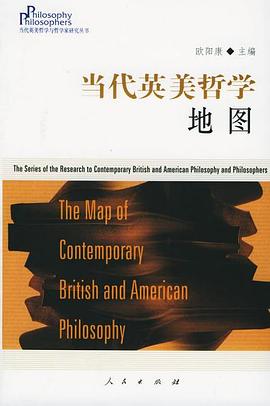 Philosophy
Philosophers
当代英美哲学与哲学家研究丛书
欧阳康 ◆ 主编
当代英美哲学
地图
The Series of the Research to Contemporary British and American Philosophy and Philosophers
The Map of
Contemporary
British and American
Philosophy
人民出版社